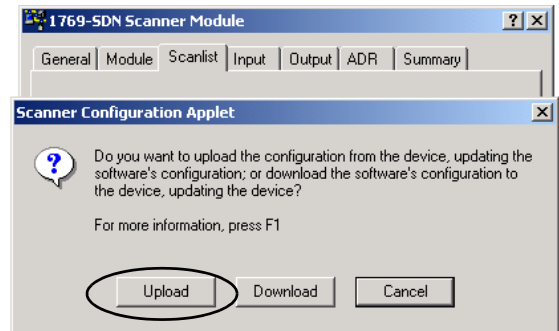 1769-SDN Scanner Module
General Module Scanlist Input Output ADR Summary
Scanner Configuration Applet
Do you want to upload the configuration from the device, updating the
software's configuration; or download the software's configuration to
the device, updating the device?
For more information, press F1
Upload Download Cancel